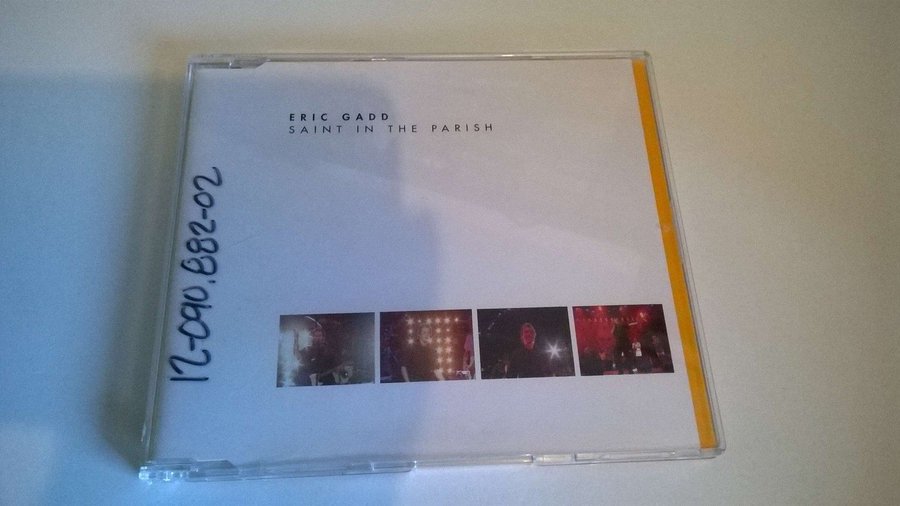 ERIC GADD
SAINT IN THE PARISH
12-090.882-02